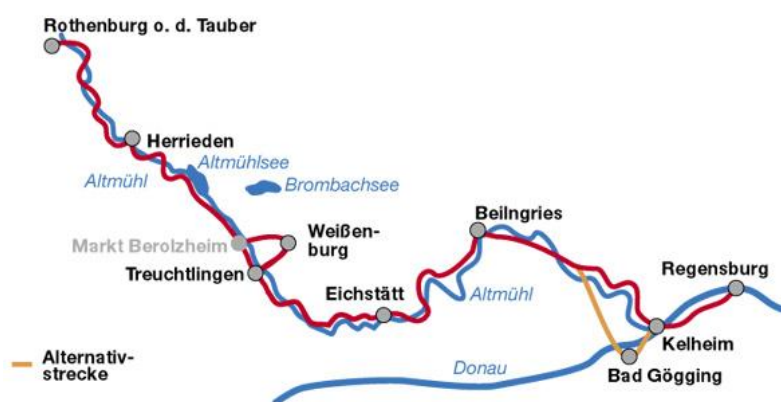 Rothenburg o. d. Tauber
Herrieden
Altmühlsee
Altmühl
Brombachsee
Markt Berolzheim
Weißen-
burg
Treuchtlingen
Beilngries
Eichstätt
Altmühl
Regensburg
Kelheim
Alternativ-
strecke
Donau
Bad Gögging